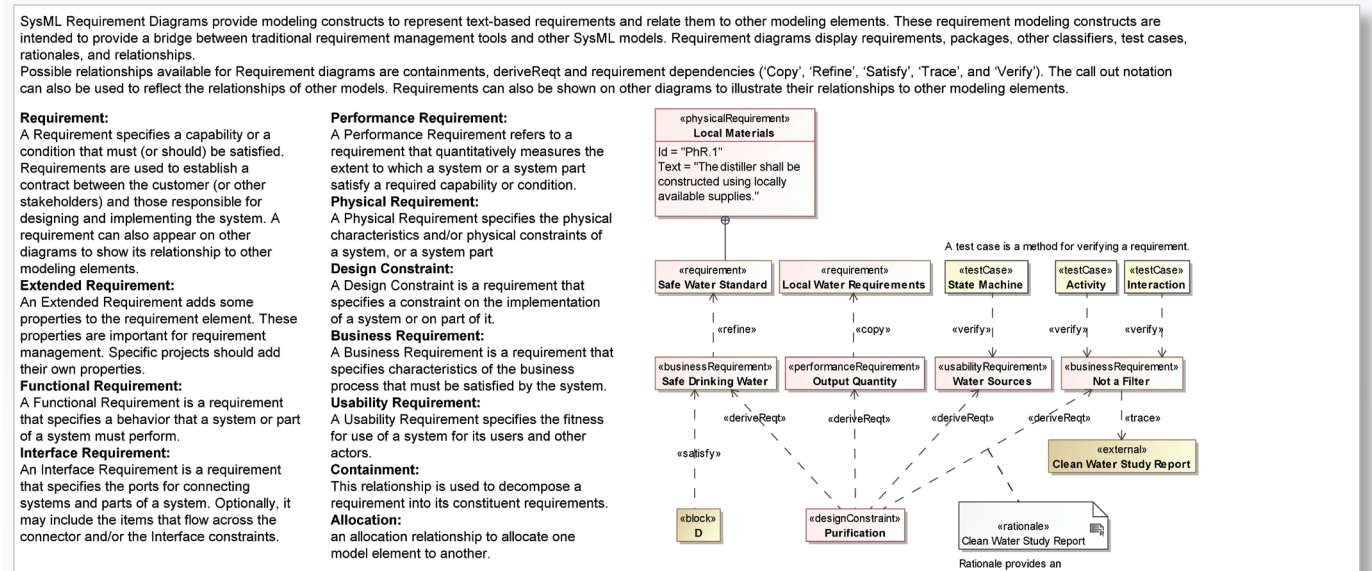 SysML Requirement Diagrams provide modeling constructs to represent text-based requirements and relate them to other modeling elements. These requirement modeling constructs are
intended to provide a bridge between traditional requirement management tools and other SysML models. Requirement diagrams display requirements, packages, other classifiers, test cases,
rationales, and relationships.
Possible relationships available for Requirement diagrams are containments, deriveReqt and requirement dependencies (‘Copy’, ‘Refine’, ‘Satisfy’, ‘Trace’, and ‘Verify’). The call out notation
can also be used to reflect the relationships of other models. Requirements can also be shown on other diagrams to illustrate their relationships to other modeling elements.
Requirement:
A Requirement specifies a capability or a
condition that must (or should) be satisfied.
Requirements are used to establish a
contract between the customer (or other
stakeholders) and those responsible for
designing and implementing the system. A
requirement can also appear on other
diagrams to show its relationship to other
modeling elements.
Extended Requirement:
An Extended Requirement adds some
properties to the requirement element. These
properties are important for requirement
management. Specific projects should add
their own properties.
Functional Requirement:
A Functional Requirement is a requirement
that specifies a behavior that a system or part
of a system must perform.
Interface Requirement:
An Interface Requirement is a requirement
that specifies the ports for connecting
systems and parts of a system. Optionally, it
may include the items that flow across the
connector and/or the Interface constraints.
Performance Requirement:
A Performance Requirement refers to a
requirement that quantitatively measures the
extent to which a system or a system part
satisfy a required capability or condition.
Physical Requirement:
A Physical Requirement specifies the physical
characteristics and/or physical constraints of
a system, or a system part
Design Constraint:
A Design Constraint is a requirement that
specifies a constraint on the implementation
of a system or on part of it.
Business Requirement:
A Business Requirement is a requirement that
specifies characteristics of the business
process that must be satisfied by the system.
Usability Requirement:
A Usability Requirement specifies the fitness
for use of a system for its users and other
actors.
Containment:
This relationship is used to decompose a
requirement into its constituent requirements.
Allocation:
an allocation relationship to allocate one
model element to another.
«physicalRequirement»
Local Materials
Id = "PhR.1"
Text = "The distiller shall be
constructed using locally
available supplies."
A test case is a method for verifying a requirement.
«requirement»
Safe Water Standard
«requirement»
Local Water Requirements
«testCase»
State Machine
«testCase»
Activity
«testCase»
Interaction
«refine»
«copy»
«verify»
«verify»
«verify»
«businessRequirement»
Safe Drinking Water
«performanceRequirement»
Output Quantity
«usabilityRequirement»
Water Sources
«businessRequirement»
Not a Filter
«deriveReqt»
«deriveReqt»
«deriveReqt»
«deriveReqt»
«trace»
«satisfy»
«external»
Clean Water Study Report
«block»
D
«designConstraint»
Purification
«rationale»
Clean Water Study Report
Rationale provides an